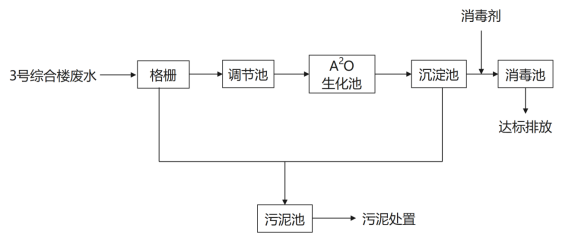 消毒剂
3号综合楼废水
格栅
调节池
A²O
生化池
沉淀池
消毒池
达标排放
污泥池
污泥处置